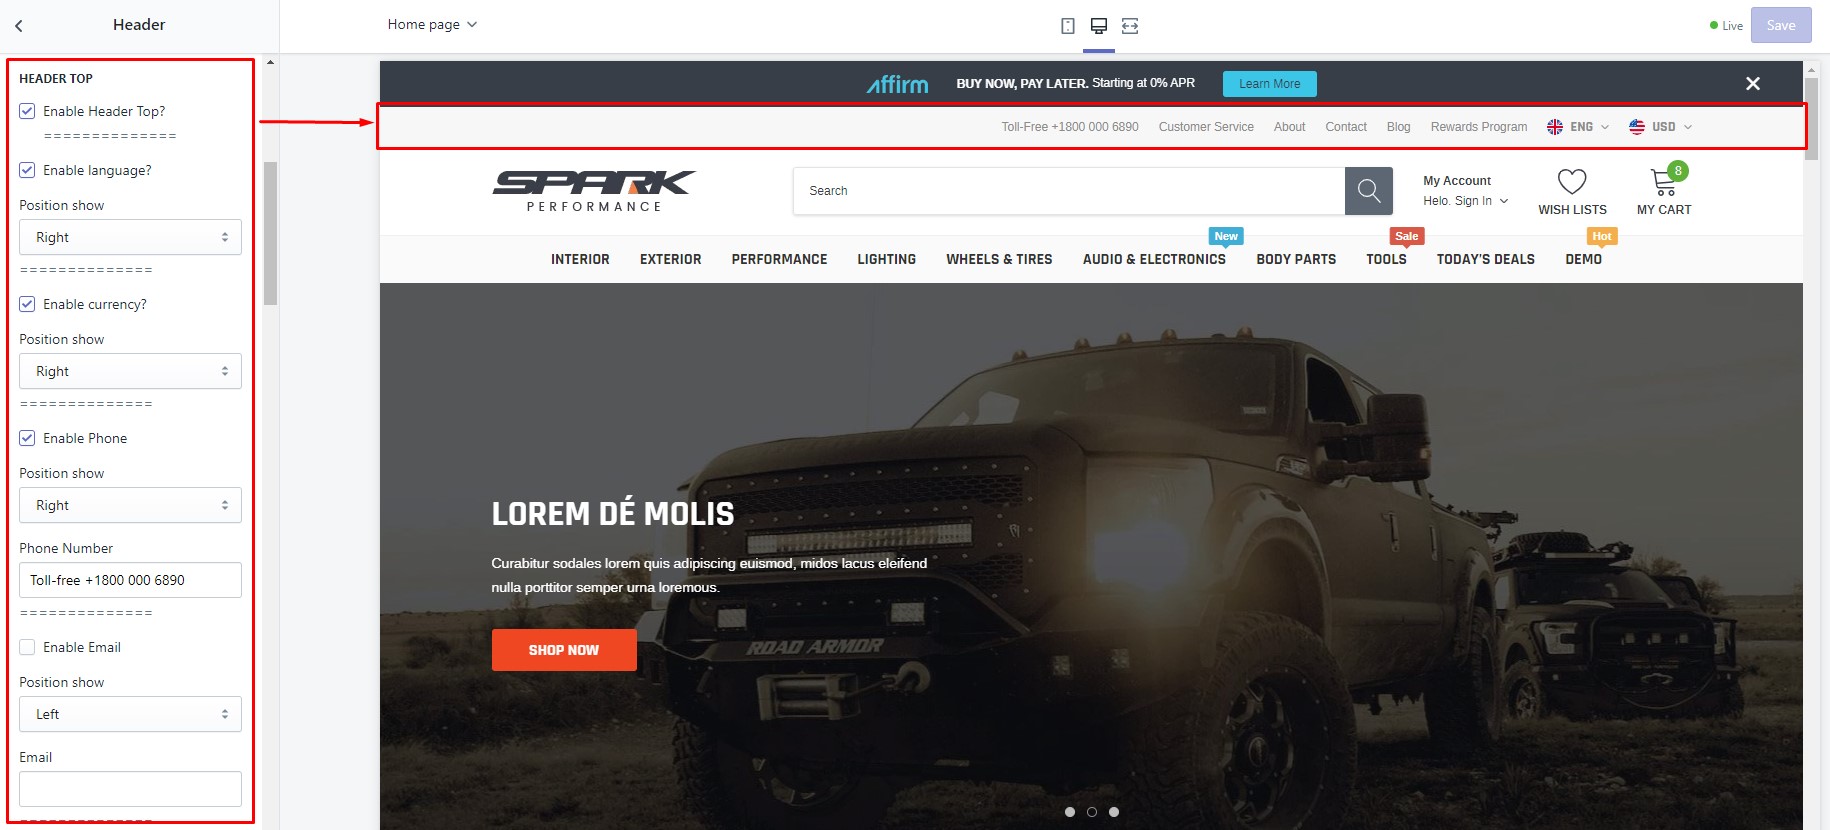 Header
Home page
Live
Save
HEADER TOP
Enable Header Top?
==============
Enable language?
Position show
Right
==============
Enable currency?
Position show
Right
==============
Enable Phone
Position show
Right
Phone Number
Toll-free +1800 000 6890
==============
Enable Email
Position show
Left
Email
affirm BUY NOW, PAY LATER. Starting at 0% APR Learn More
Toll-Free +1800 000 6890 Customer Service About Contact Blog Rewards Program ENG USD
SPARK
PERFORMANCE
Search
My Account
Helo. Sign In
WISH LISTS
8
MY CART
New Sale Hot
INTERIOR EXTERIOR PERFORMANCE LIGHTING WHEELS & TIRES AUDIO & ELECTRONICS BODY PARTS TOOLS TODAY'S DEALS DEMO
LOREM DÉ MOLIS
Curabitur sodales lorem quis adipiscing euismod, midos lacus eleifend
nulla porttitor semper urna loremous.
SHOP NOW
ROAD ARMOR